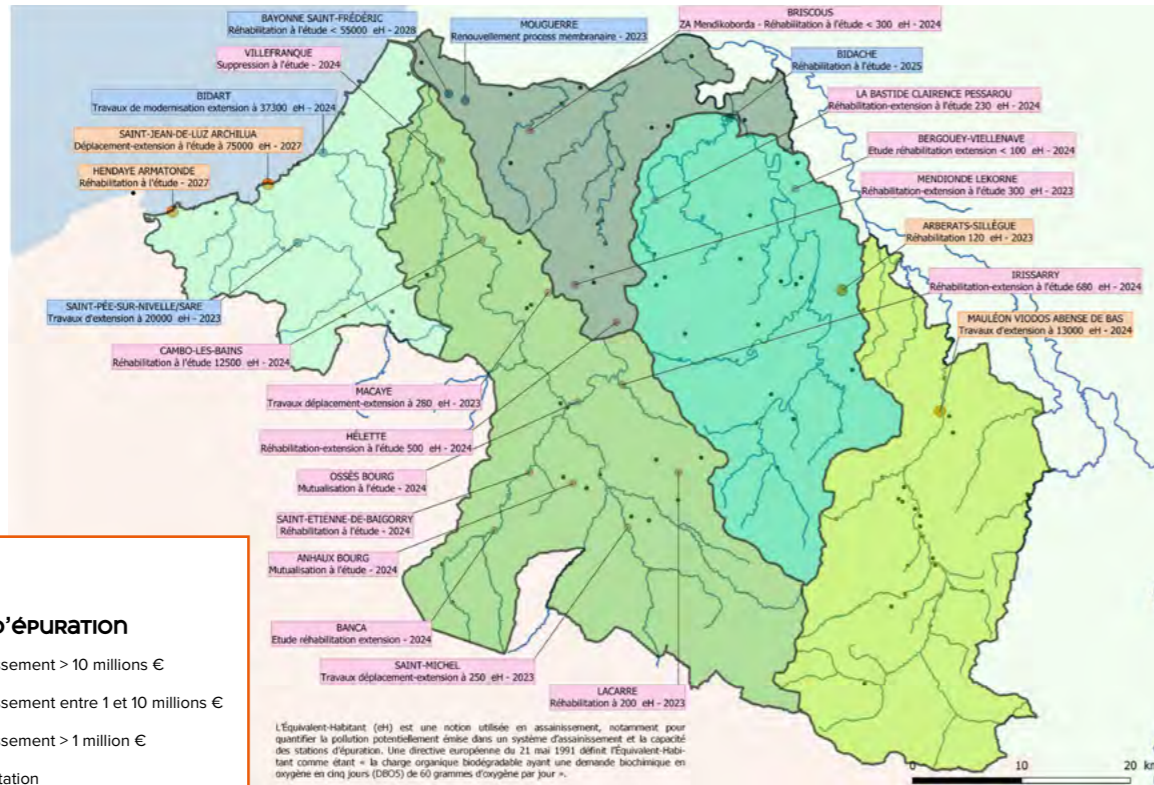 BAYONNE SAINT-FRÉDÉRIC
Réhabilitation à l'étude < 55000 eH - 2028
MOUGUERRE
Renouvellement process membranaire - 2023
BRISCOUS
ZA Mendikoborda - Réhabilitation à l'étude < 300 eH - 2024
VILLEFRANQUE
Suppression à l'étude - 2024
BIDACHE
Réhabilitation à l'étude - 2025
BIDART
Travaux de modernisation extension à 37300 eH - 2024
LA BASTIDE CLAIRENCE PESSAROU
Réhabilitation-extension à l'étude 230 eH - 2024
SAINT-JEAN-DE-LUZ ARCHILUA
Déplacement-extension à l'étude à 75000 eH - 2027
BERGOUEY-VIELLENAVE
Etude réhabilitation extension < 100 eH - 2024
HENDAYE ARMATONDE
Réhabilitation à l'étude - 2027
MENDIONDE LEKORNE
Réhabilitation-extension à l'étude 300 eH - 2023
ARBERATS-SILLÈGUE
Réhabilitation 120 eH - 2023
IRISSARRY
Réhabilitation-extension à l'étude 680 eH - 2024
SAINT-PÉE-SUR-NIVELLE/SARE
Travaux d'extension à 20000 eH - 2023
MAULÉON VIODOS ABENSE DE BAS
Travaux d'extension à 13000 eH - 2024
CAMBO-LES-BAINS
Réhabilitation à l'étude 12500 eH - 2024
MACAYE
Travaux déplacement-extension à 280 eH - 2023
HÉLETTE
Réhabilitation-extension à l'étude 500 eH - 2024
OSSÈS BOURG
Mutualisation à l'étude - 2024
SAINT-ETIENNE-DE-BAIGORRY
Réhabilitation à l'étude - 2024
ANHAUX BOURG
Mutualisation à l'étude - 2024
BANCA
Etude réhabilitation extension - 2024
SAINT-MICHEL
Travaux déplacement-extension à 250 eH - 2023
LACARRE
Réhabilitation à 200 eH - 2023
D'ÉPURATION
ssement > 10 millions €
ssement entre 1 et 10 millions €
ssement > 1 million €
tation
L'Équivalent-Habitant (eH) est une notion utilisée en assainissement, notamment pour
quantifier la pollution potentiellement émise dans un système d'assainissement et la capacité
des stations d'épuration. Une directive européenne du 21 mai 1991 définit l'Équivalent-Habi-
tant comme étant « la charge organique biodégradable ayant une demande biochimique en
oxygène en cinq jours (DBO5) de 60 grammes d'oxygène par jour ».
0 10 20 km